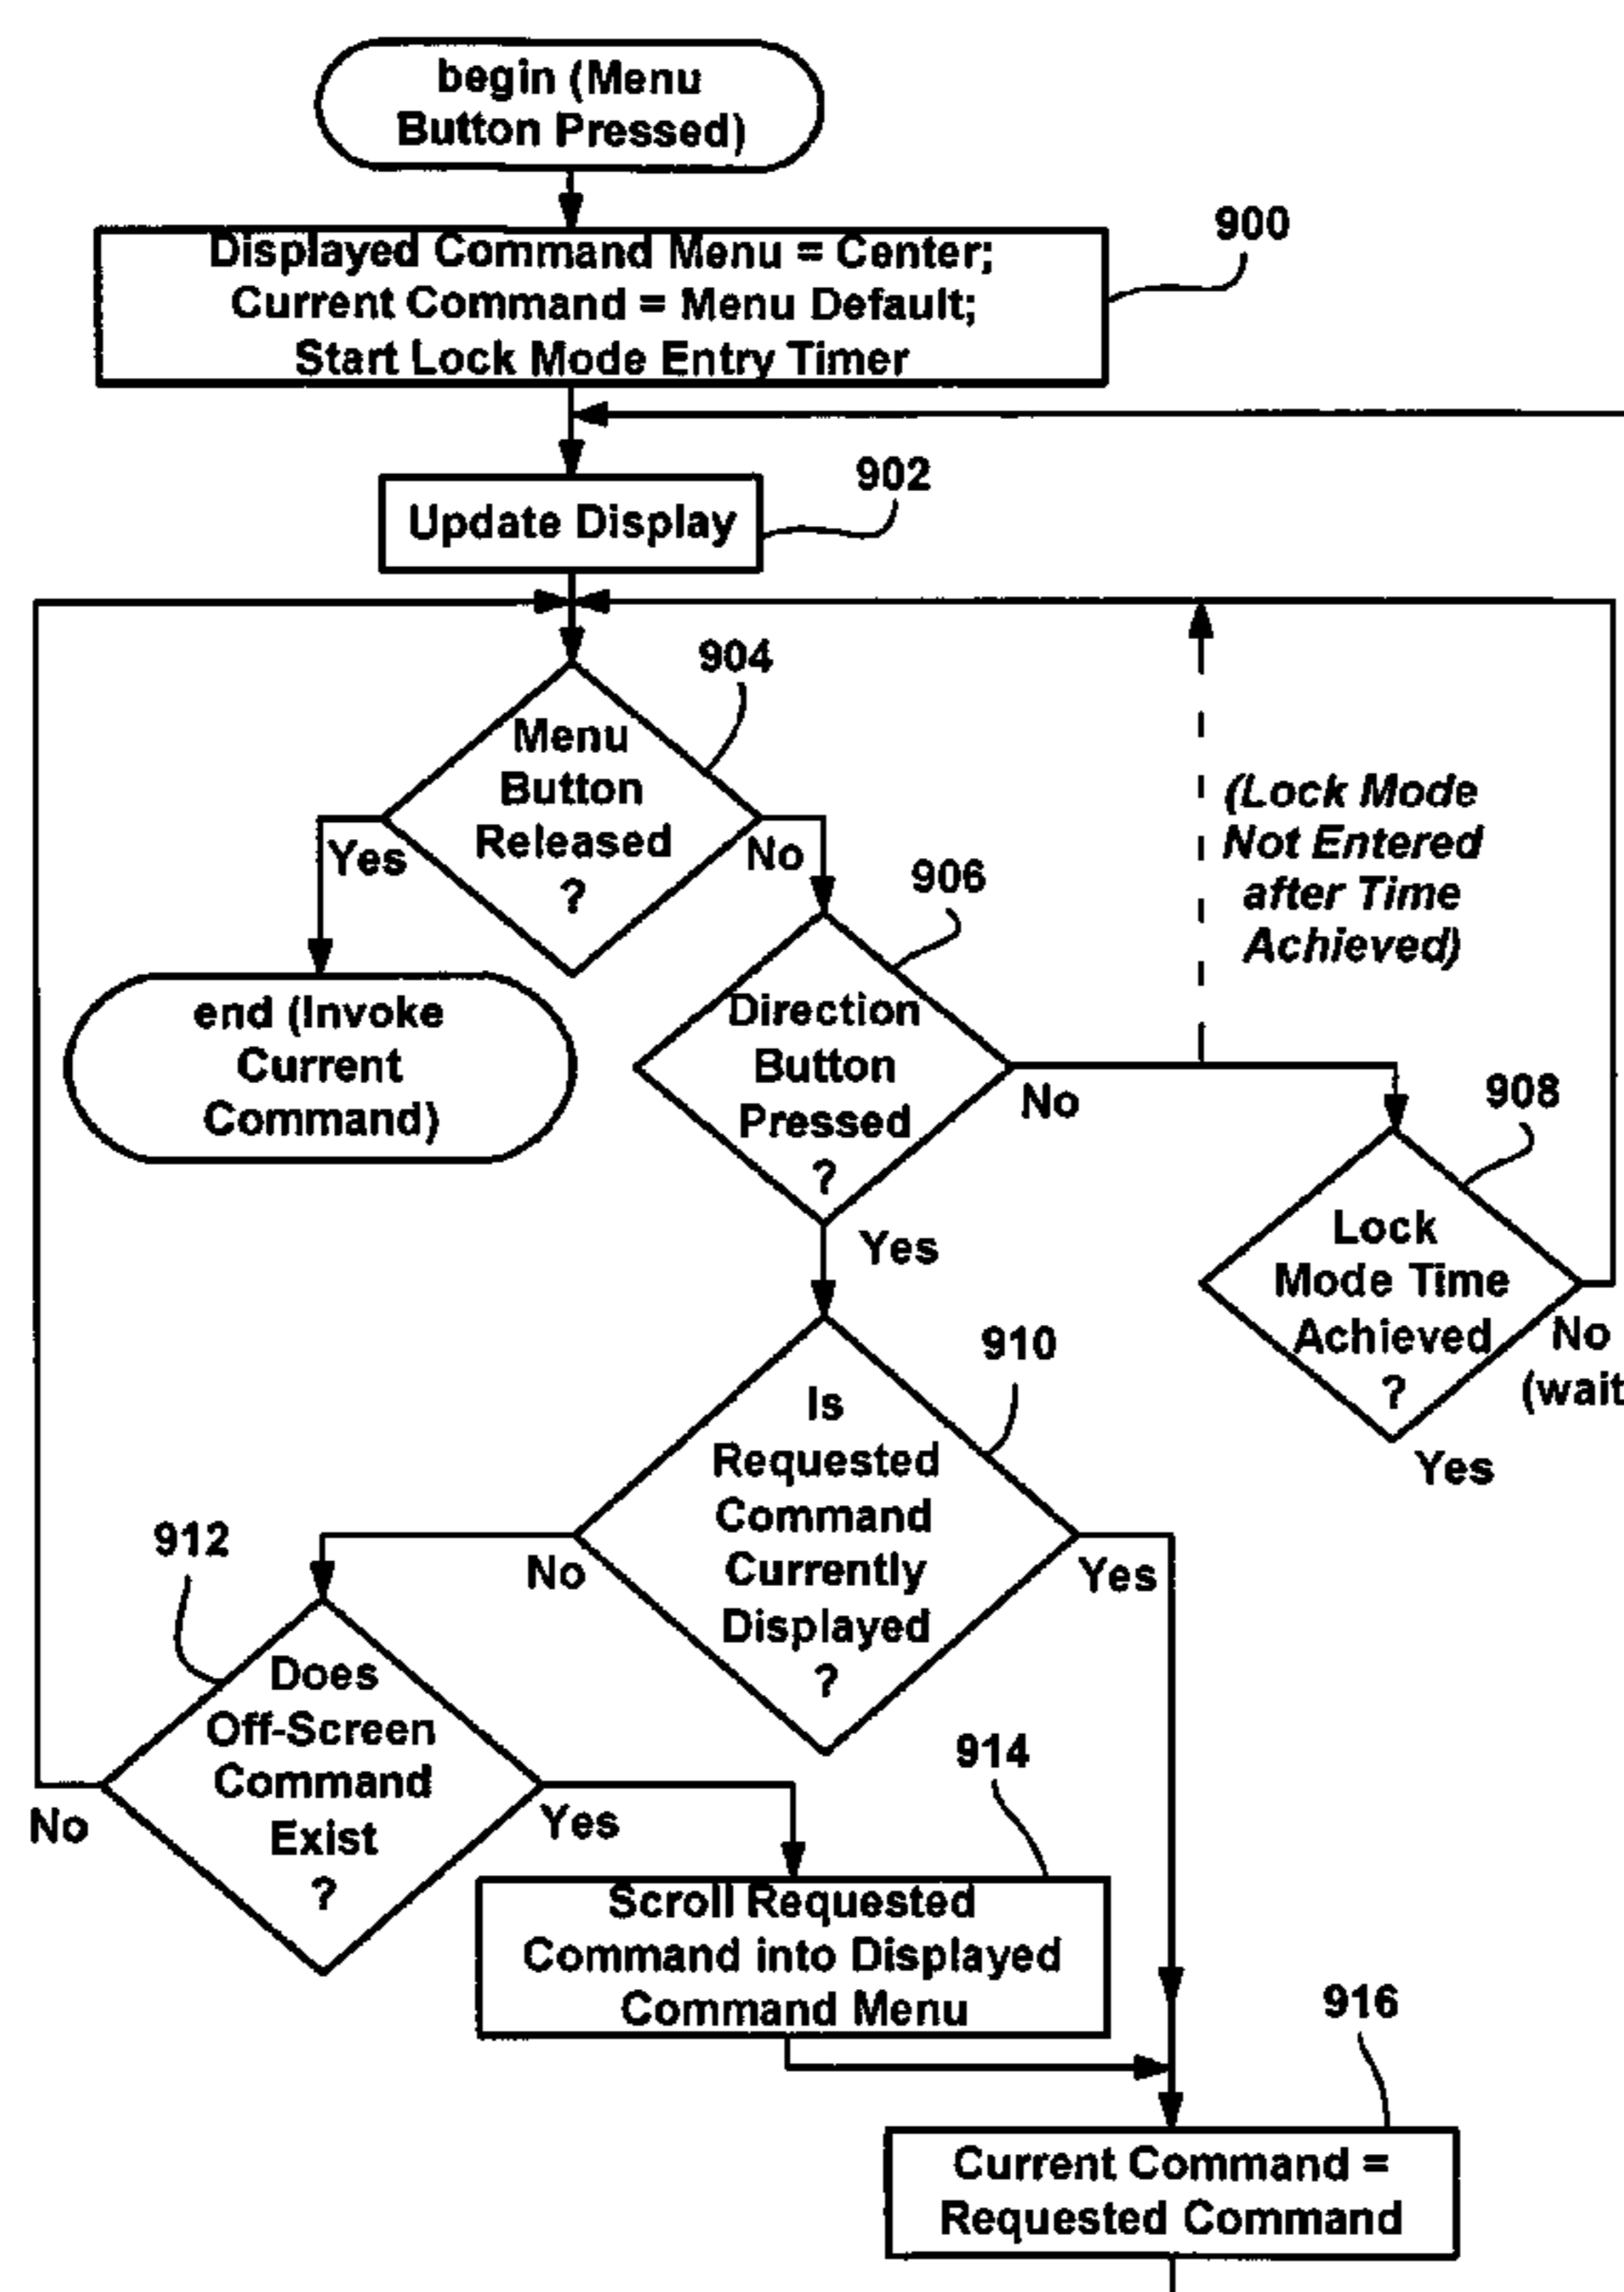 begin (Menu
Button Pressed)
900
Displayed Command Menu = Center;
Current Command = Menu Default;
Start Lock Mode Entry Timer
902
Update Display
904
Menu
Button
Released
?
Yes
No
906
(Lock Mode
Not Entered
after Time
Achieved)
end (Invoke
Current
Command)
Direction
Button
Pressed
?
No
Yes
908
Lock
Mode Time
Achieved
?
No
(wait
Yes
910
Is
Requested
Command
Currently
Displayed
?
No
Yes
912
Does
Off-Screen
Command
Exist
?
No
Yes
914
Scroll Requested
Command into Displayed
Command Menu
916
Current Command =
Requested Command